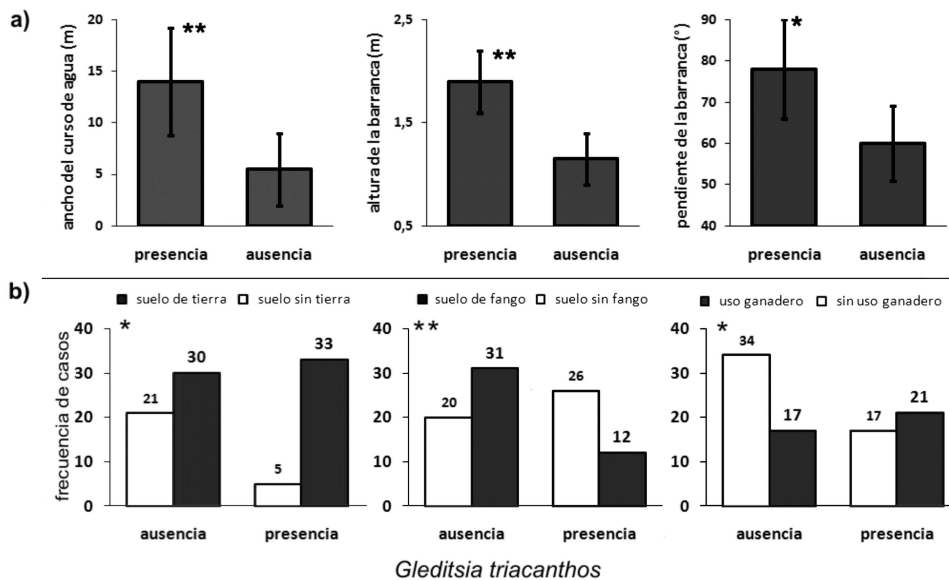 a)
ancho del curso de agua (m)
20
15
10
5
0
**
presencia ausencia
altura de la barranca (m)
2,5
1,5
0,5
**
presencia ausencia
pendiente de la barranca (°)
90
80
70
60
50
40
*
presencia ausencia
b)
frecuencia de casos
suelo de tierra suelo sin tierra
*
40
30
20
10
0
21 30 5 33
ausencia presencia
suelo de fango suelo sin fango
**
40
30
20
10
0
20 31 26 12
ausencia presencia
uso ganadero sin uso ganadero
*
40
30
20
10
0
34 17 17 21
ausencia presencia
Gleditsia triacanthos